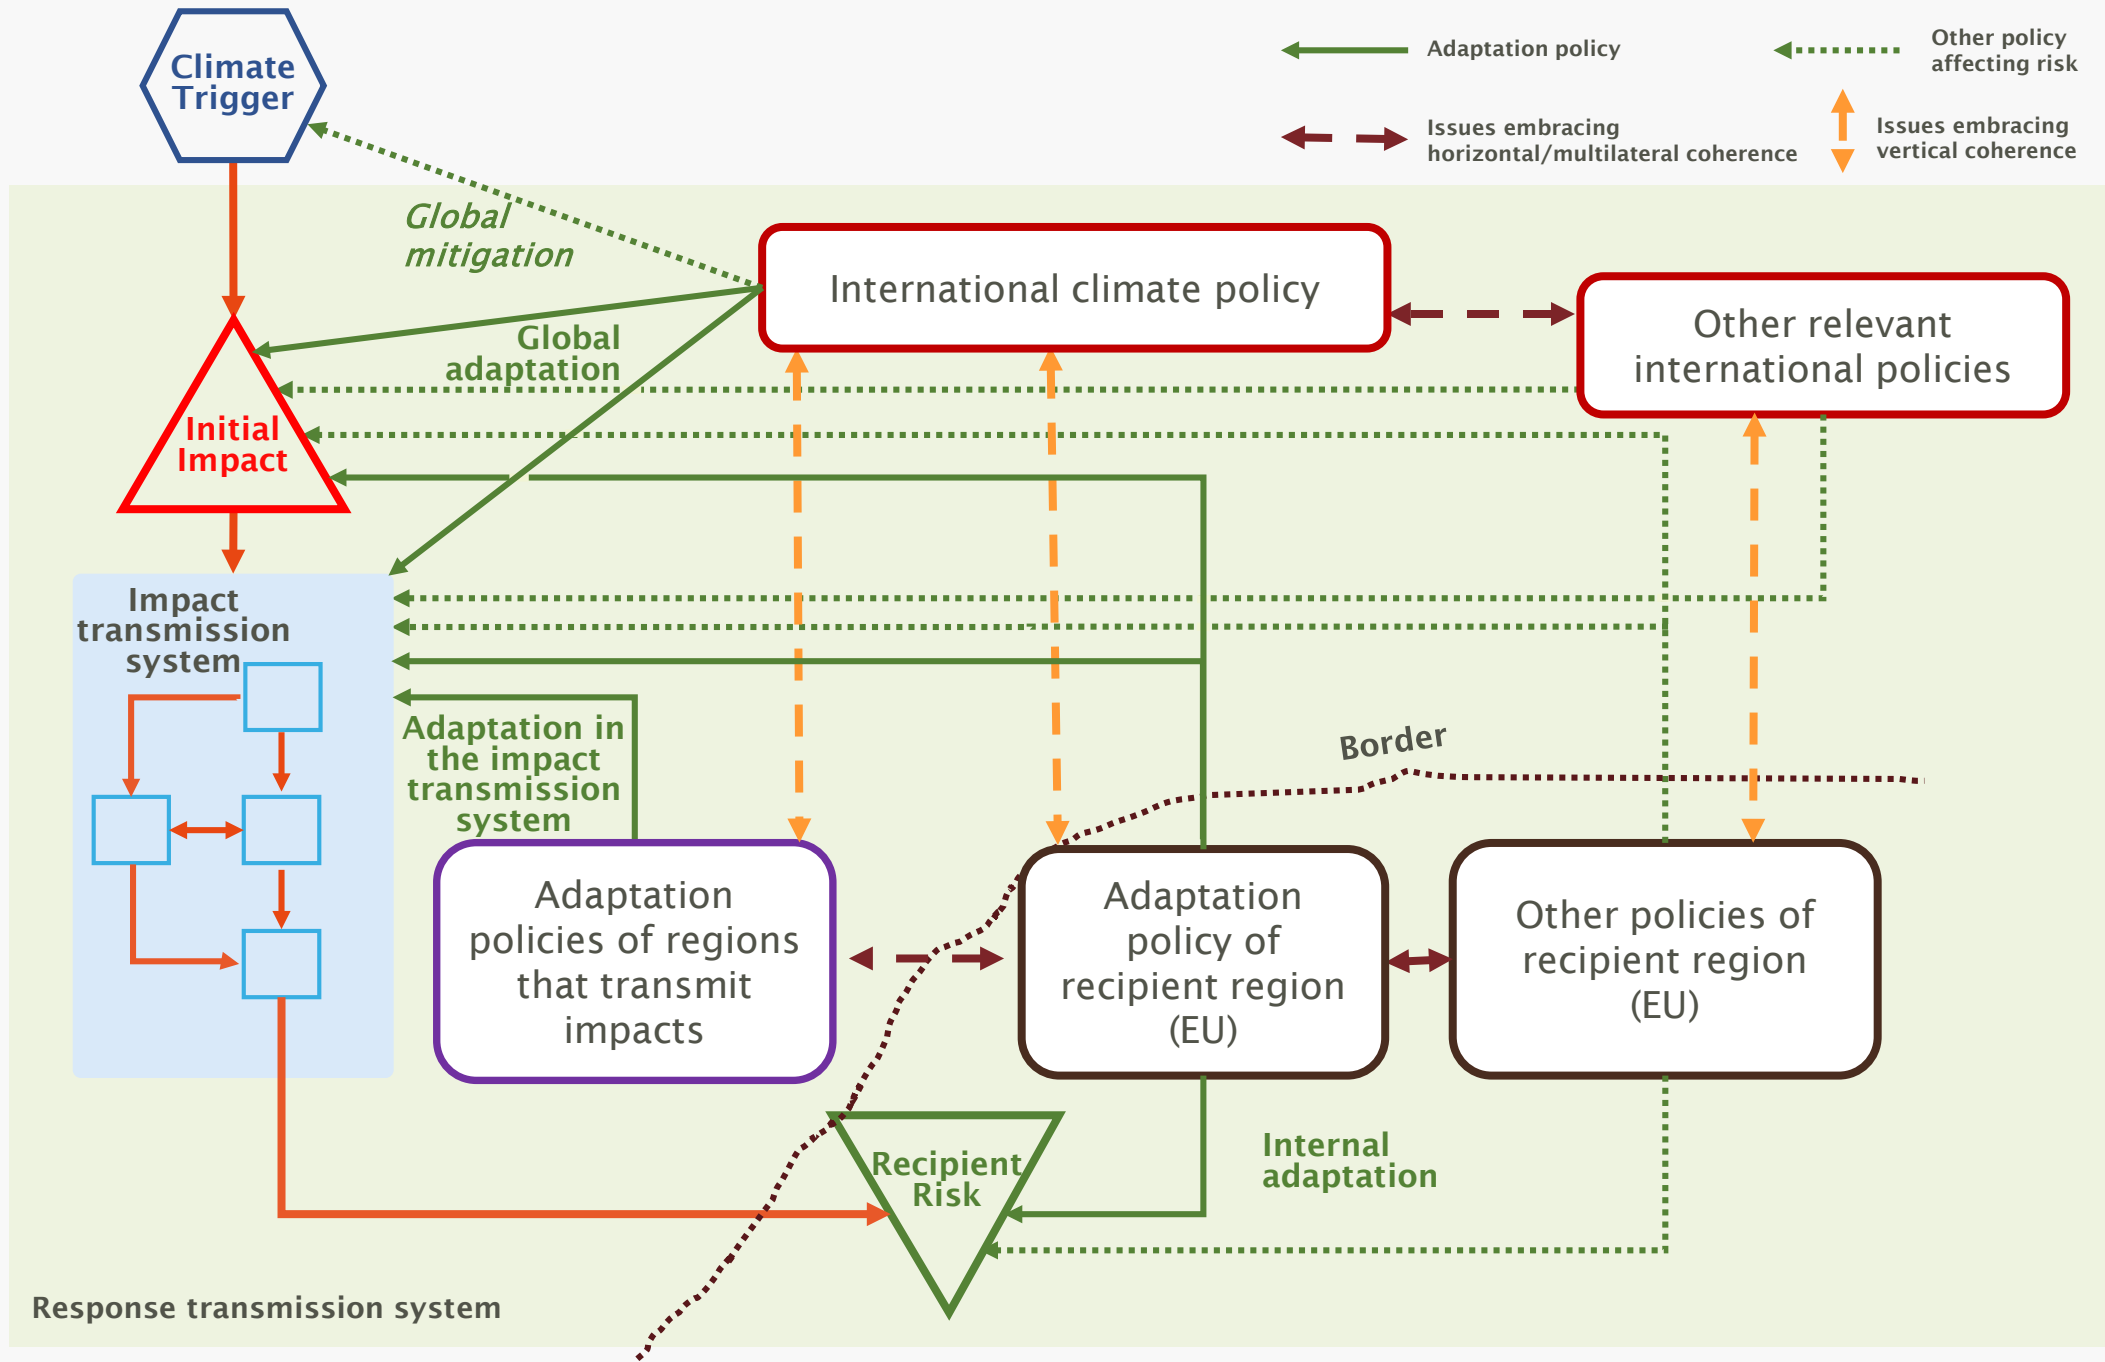 Climate
Trigger
Adaptation policy
Other policy
affecting risk
Issues embracing
horizontal/multilateral coherence
Issues embracing
vertical coherence
Global
mitigation
International climate policy
Other relevant
international policies
Global
adaptation
Initial
Impact
Impact
transmission
system
Adaptation in
the impact
transmission
system
Border
Adaptation
policies of regions
that transmit
impacts
Adaptation
policy of
recipient region
(EU)
Other policies of
recipient region
(EU)
Recipient
Risk
Internal
adaptation
Response transmission system